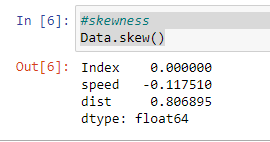 In [6]: #skewness
Data.skew()
Out[6]: Index 0.000000
speed -0.117510
dist 0.806895
dtype: float64